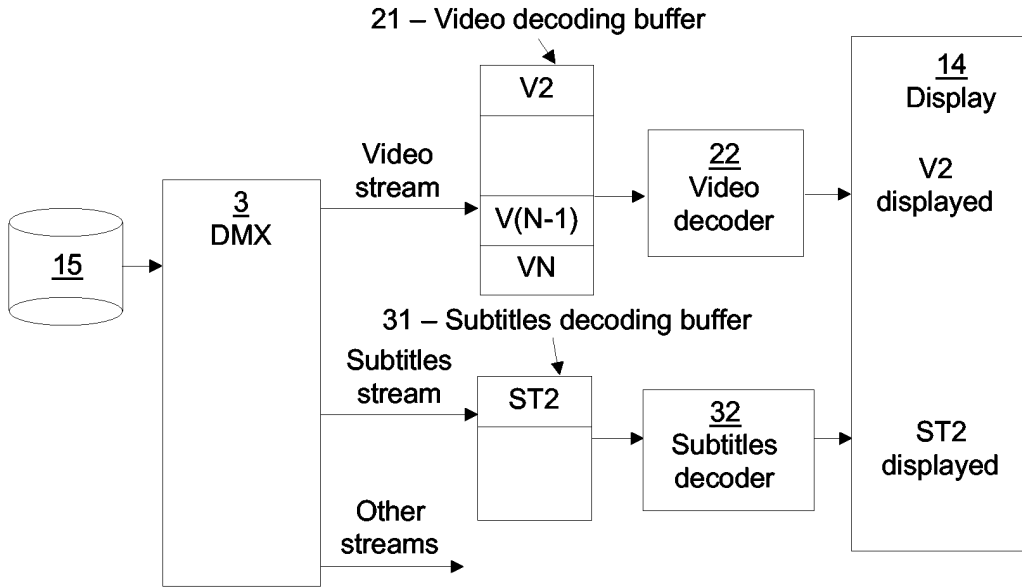 21 – Video decoding buffer
V2
V(N-1)
VN
Video
stream
3
DMX
15
22
Video
decoder
14
Display
V2
displayed
31 – Subtitles decoding buffer
Subtitles
stream
ST2
32
Subtitles
decoder
ST2
displayed
Other
streams